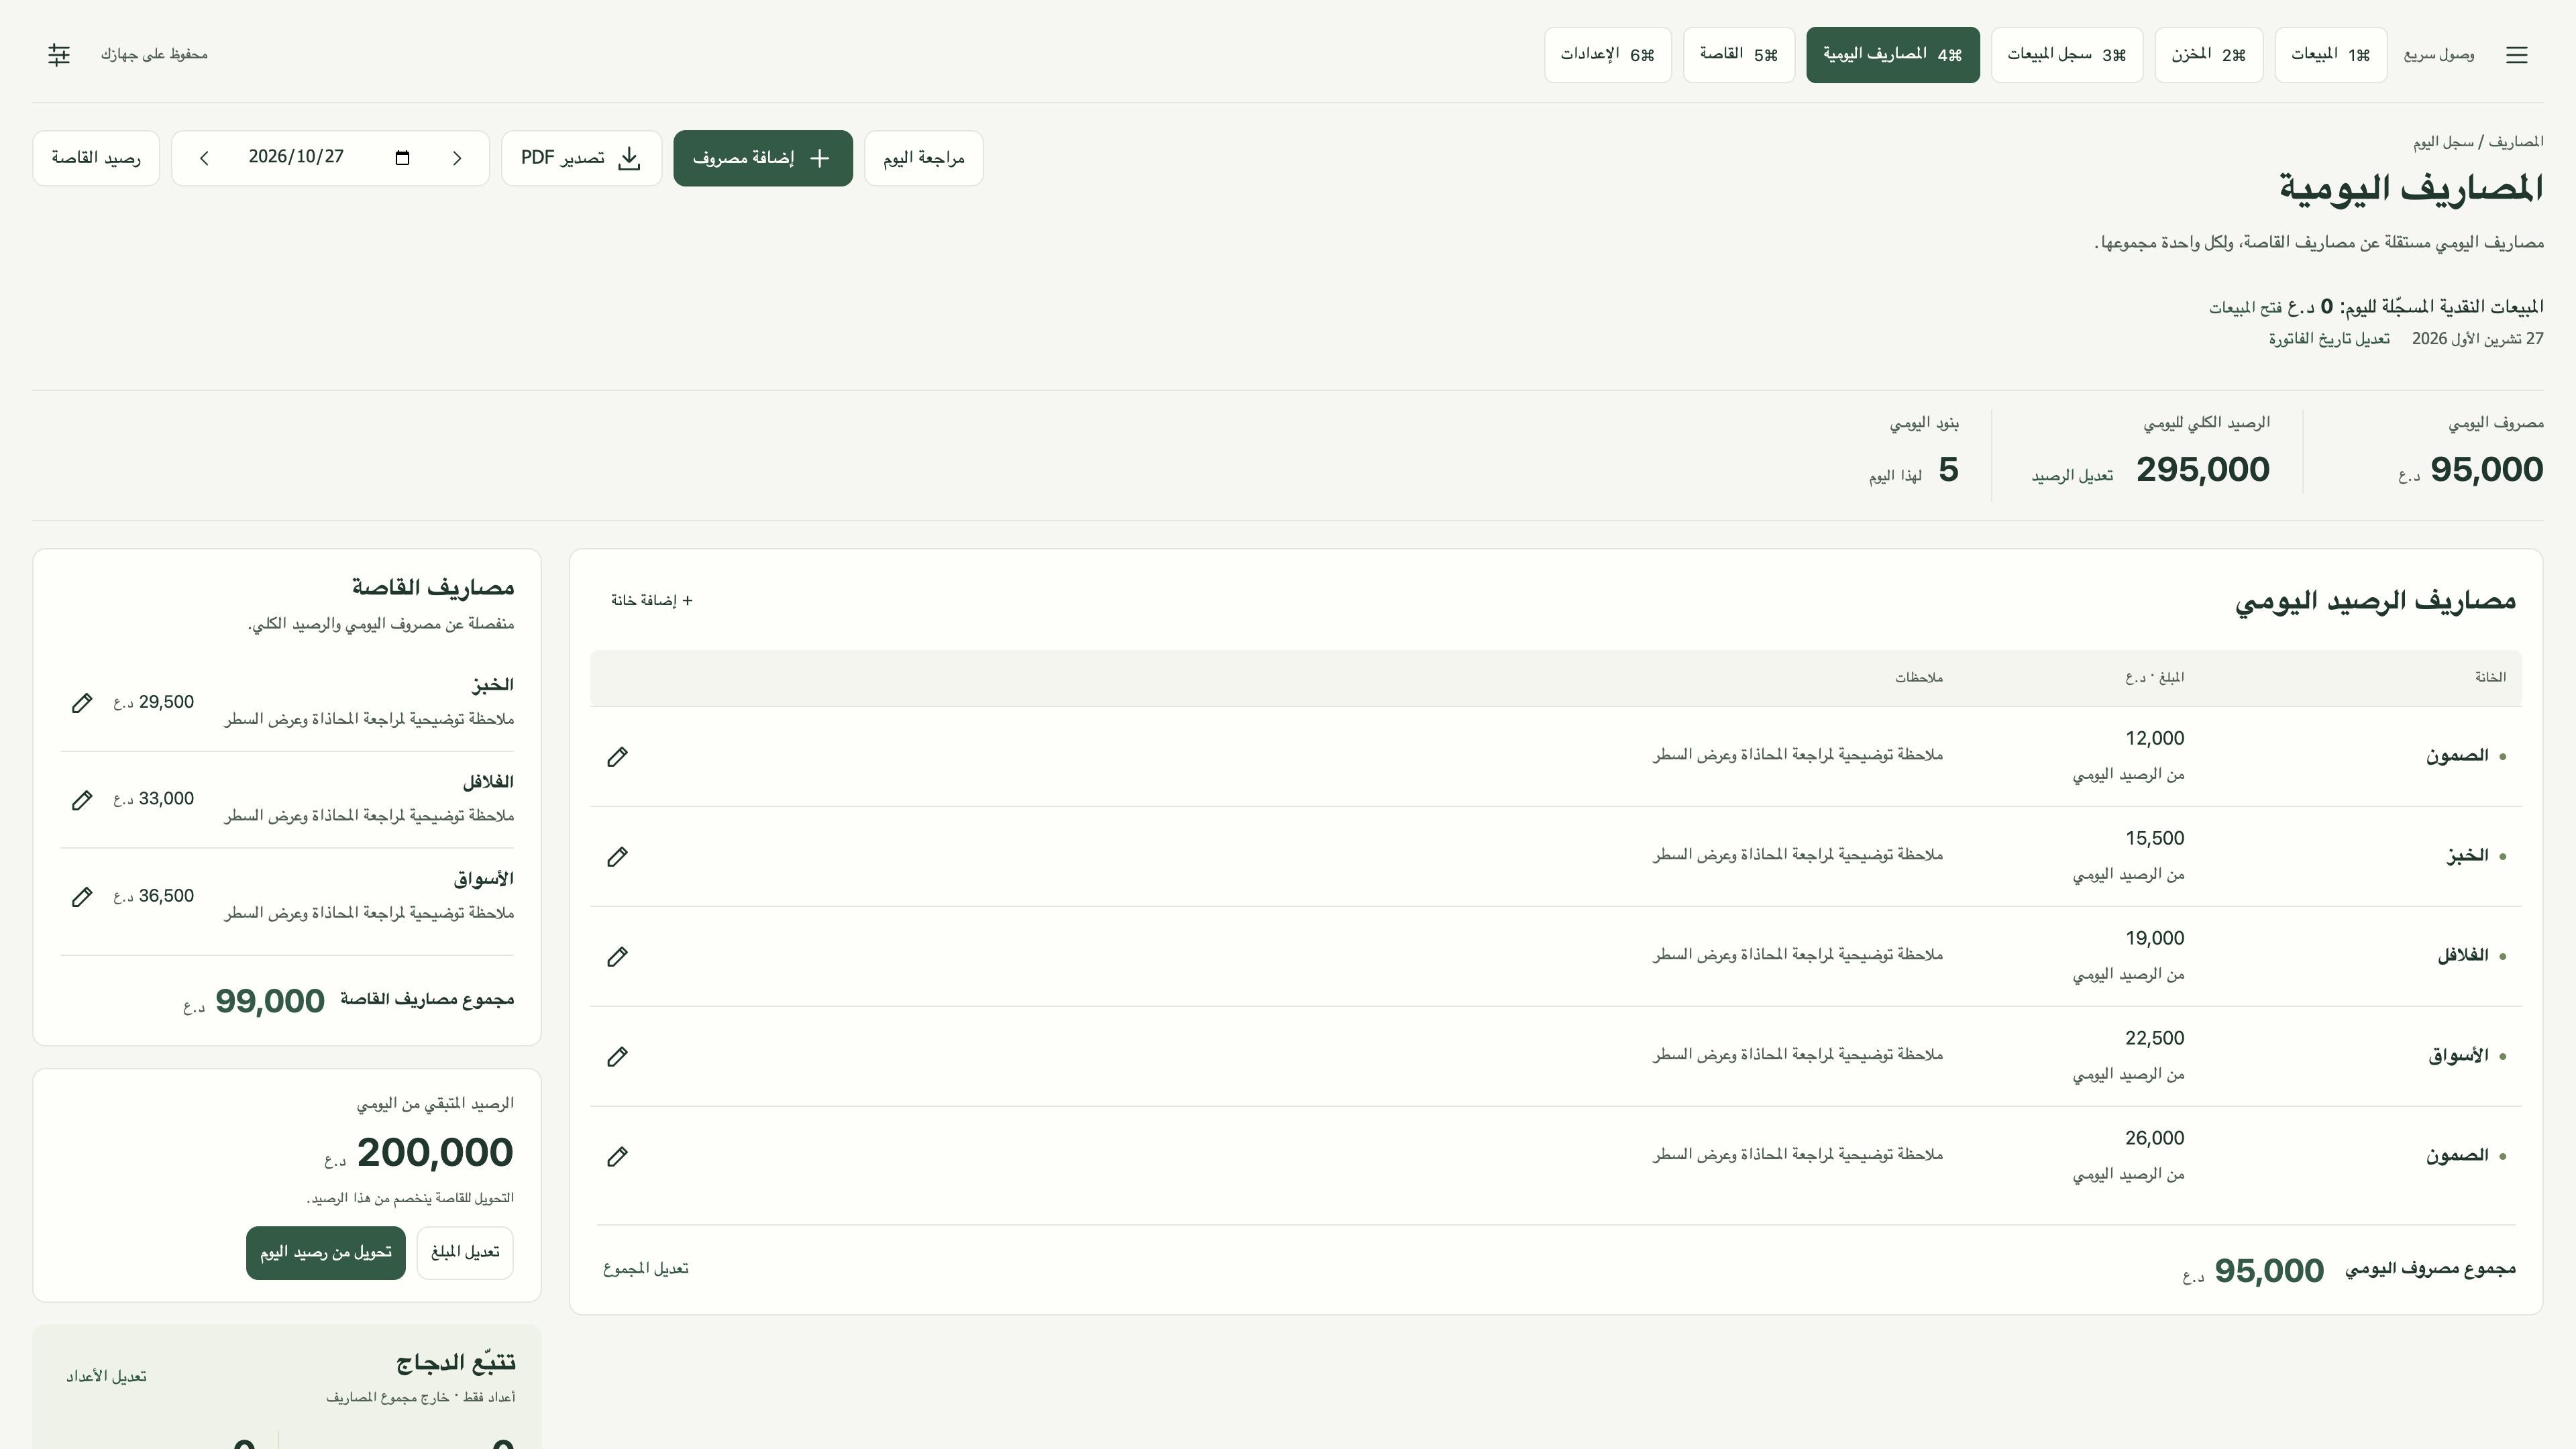 وصول سريع
⌘1 المبيعات
⌘2 المخزن
⌘3 سجل المبيعات
⌘4 المصاريف اليومية
⌘5 القاصة
⌘6 الإعدادات
محفوظ على جهازك
المصاريف / سجل اليوم
المصاريف اليومية
مصاريف اليومي مستقلة عن مصاريف القاصة، ولكل واحدة مجموعها.
مراجعة اليوم
إضافة مصروف
تصدير PDF
2026/10/27
رصيد القاصة
المبيعات النقدية المسجّلة لليوم: 0 د.ع فتح المبيعات
27 تشرين الأول 2026 تعديل تاريخ الفاتورة
مصروف اليومي
95,000 د.ع
الرصيد الكلي لليومي
295,000 تعديل الرصيد
بنود اليومي
5 لهذا اليوم
مصاريف الرصيد اليومي
+ إضافة خانة
الخانة المبلغ · د.ع ملاحظات
الصمون 12,000 من الرصيد اليومي ملاحظة توضيحية لمراجعة المحاذاة وعرض السطر
الخبز 15,500 من الرصيد اليومي ملاحظة توضيحية لمراجعة المحاذاة وعرض السطر
الفلافل 19,000 من الرصيد اليومي ملاحظة توضيحية لمراجعة المحاذاة وعرض السطر
الأسواق 22,500 من الرصيد اليومي ملاحظة توضيحية لمراجعة المحاذاة وعرض السطر
الصمون 26,000 من الرصيد اليومي ملاحظة توضيحية لمراجعة المحاذاة وعرض السطر
مجموع مصروف اليومي 95,000 د.ع
تعديل المجموع
مصاريف القاصة
منفصلة عن مصروف اليومي والرصيد الكلي.
الخبز
ملاحظة توضيحية لمراجعة المحاذاة وعرض السطر
29,500 د.ع
الفلافل
ملاحظة توضيحية لمراجعة المحاذاة وعرض السطر
33,000 د.ع
الأسواق
ملاحظة توضيحية لمراجعة المحاذاة وعرض السطر
36,500 د.ع
مجموع مصاريف القاصة 99,000 د.ع
الرصيد المتبقي من اليومي
200,000 د.ع
التحويل للقاصة ينخصم من هذا الرصيد.
تعديل المبلغ
تحويل من رصيد اليوم
تتبّع الدجاج
أعداد فقط · خارج مجموع المصاريف
تعديل الأعداد